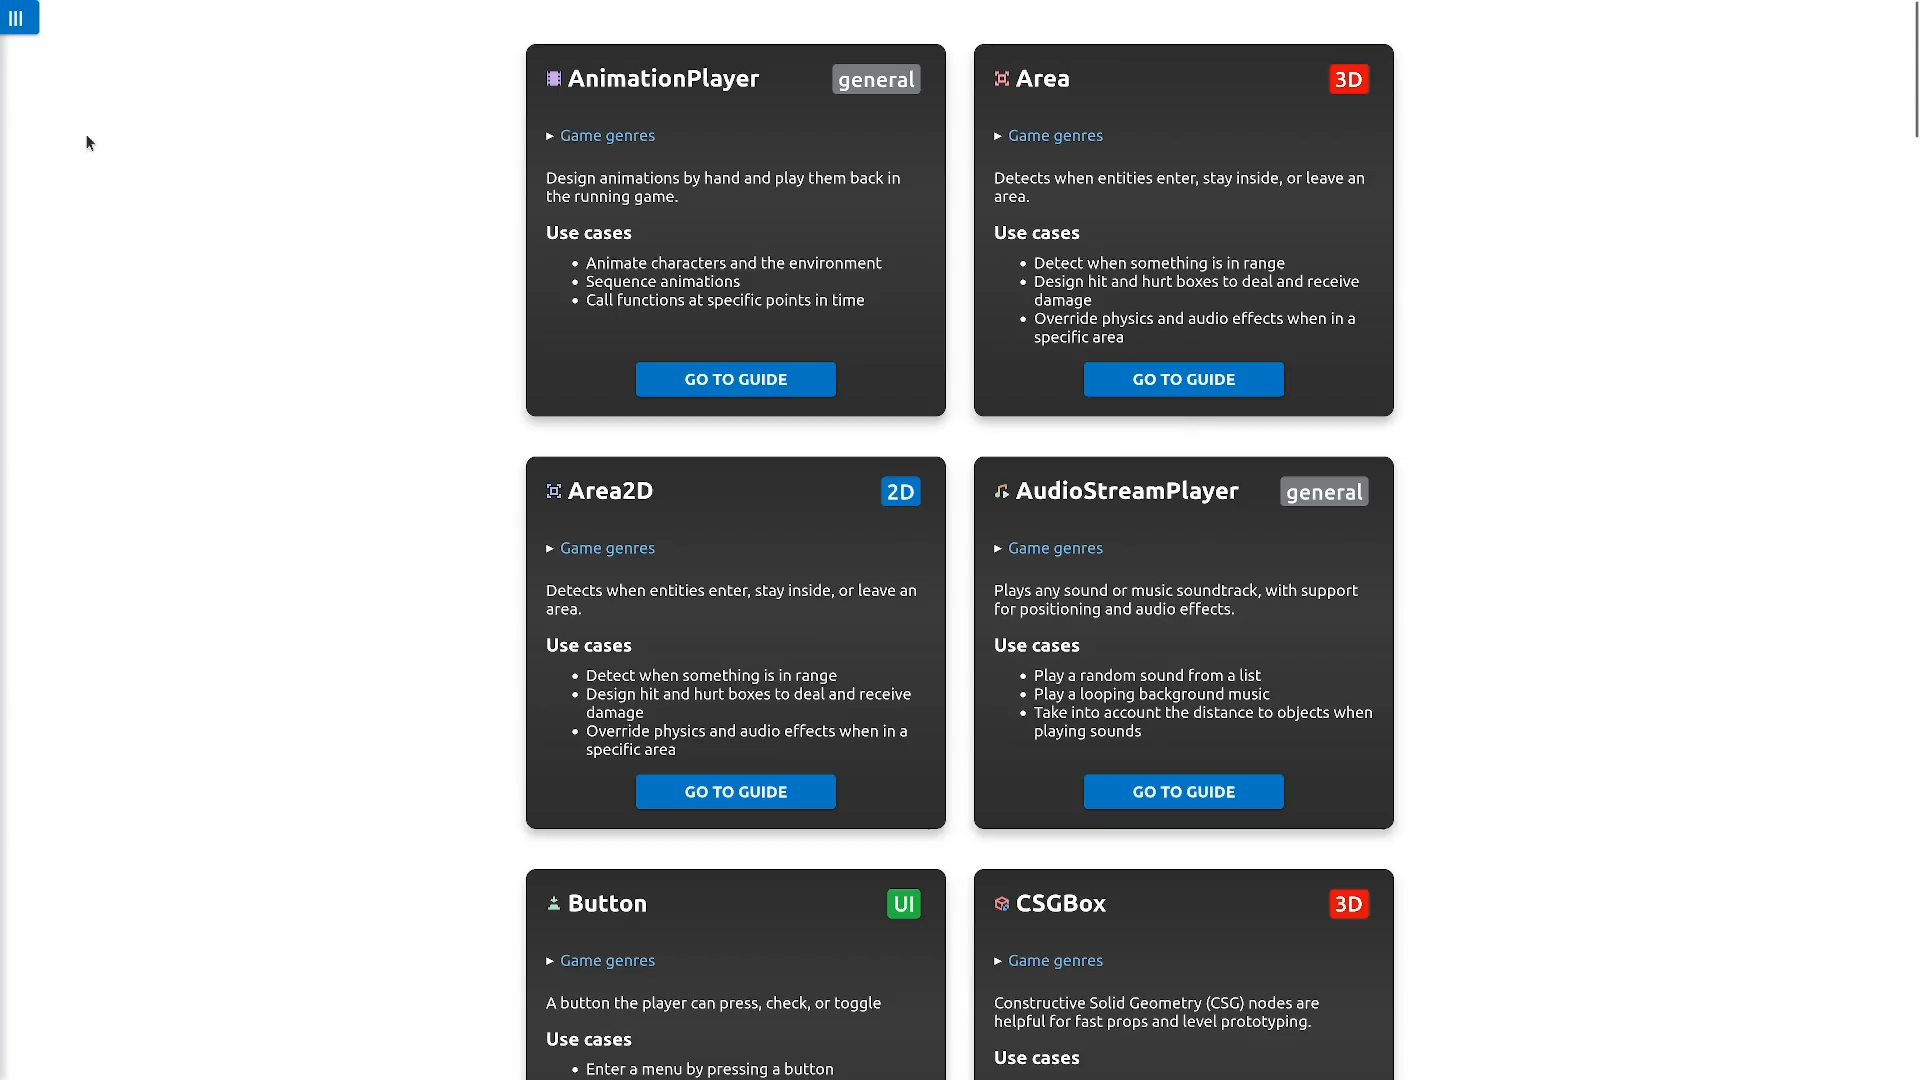 AnimationPlayer general
Game genres
Design animations by hand and play them back in
the running game.
Use cases
Animate characters and the environment
Sequence animations
Call functions at specific points in time
GO TO GUIDE
Area 3D
Game genres
Detects when entities enter, stay inside, or leave an
area.
Use cases
Detect when something is in range
Design hit and hurt boxes to deal and receive
damage
Override physics and audio effects when in a
specific area
GO TO GUIDE
Area2D 2D
Game genres
Detects when entities enter, stay inside, or leave an
area.
Use cases
Detect when something is in range
Design hit and hurt boxes to deal and receive
damage
Override physics and audio effects when in a
specific area
GO TO GUIDE
AudioStreamPlayer general
Game genres
Plays any sound or music soundtrack, with support
for positioning and audio effects.
Use cases
Play a random sound from a list
Play a looping background music
Take into account the distance to objects when
playing sounds
GO TO GUIDE
Button UI
Game genres
A button the player can press, check, or toggle
Use cases
Enter a menu by pressing a button
CSGBox 3D
Game genres
Constructive Solid Geometry (CSG) nodes are
helpful for fast props and level prototyping.
Use cases